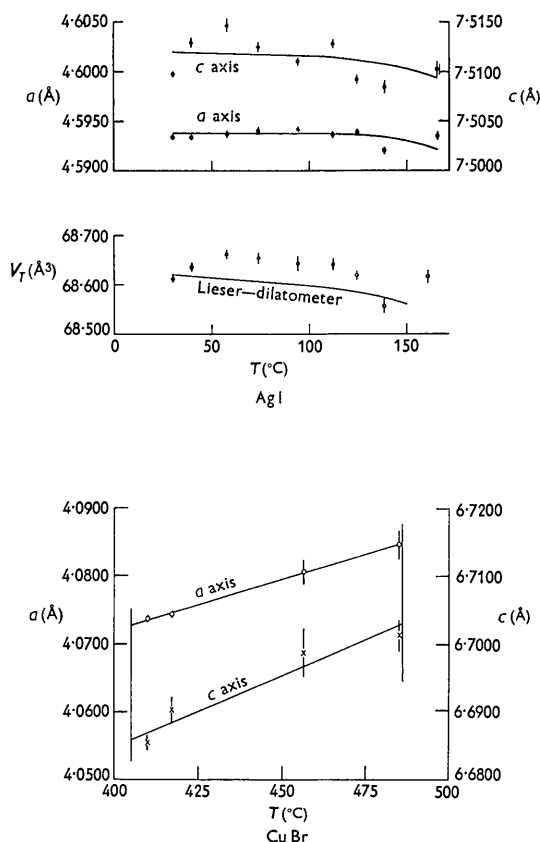 4·6050
4·6000
4·5950
4·5900
a (Å)
c axis
a axis
7·5150
7·5100
7·5050
7·5000
c (Å)
68·700
68·600
68·500
V_T (Å³)
Lieser—dilatometer
0 50 100 150
T (°C)
Ag I
4·0900
4·0800
4·0700
4·0600
4·0500
a (Å)
a axis
c axis
6·7200
6·7100
6·7000
6·6900
6·6800
c (Å)
400 425 450 475 500
T (°C)
Cu Br